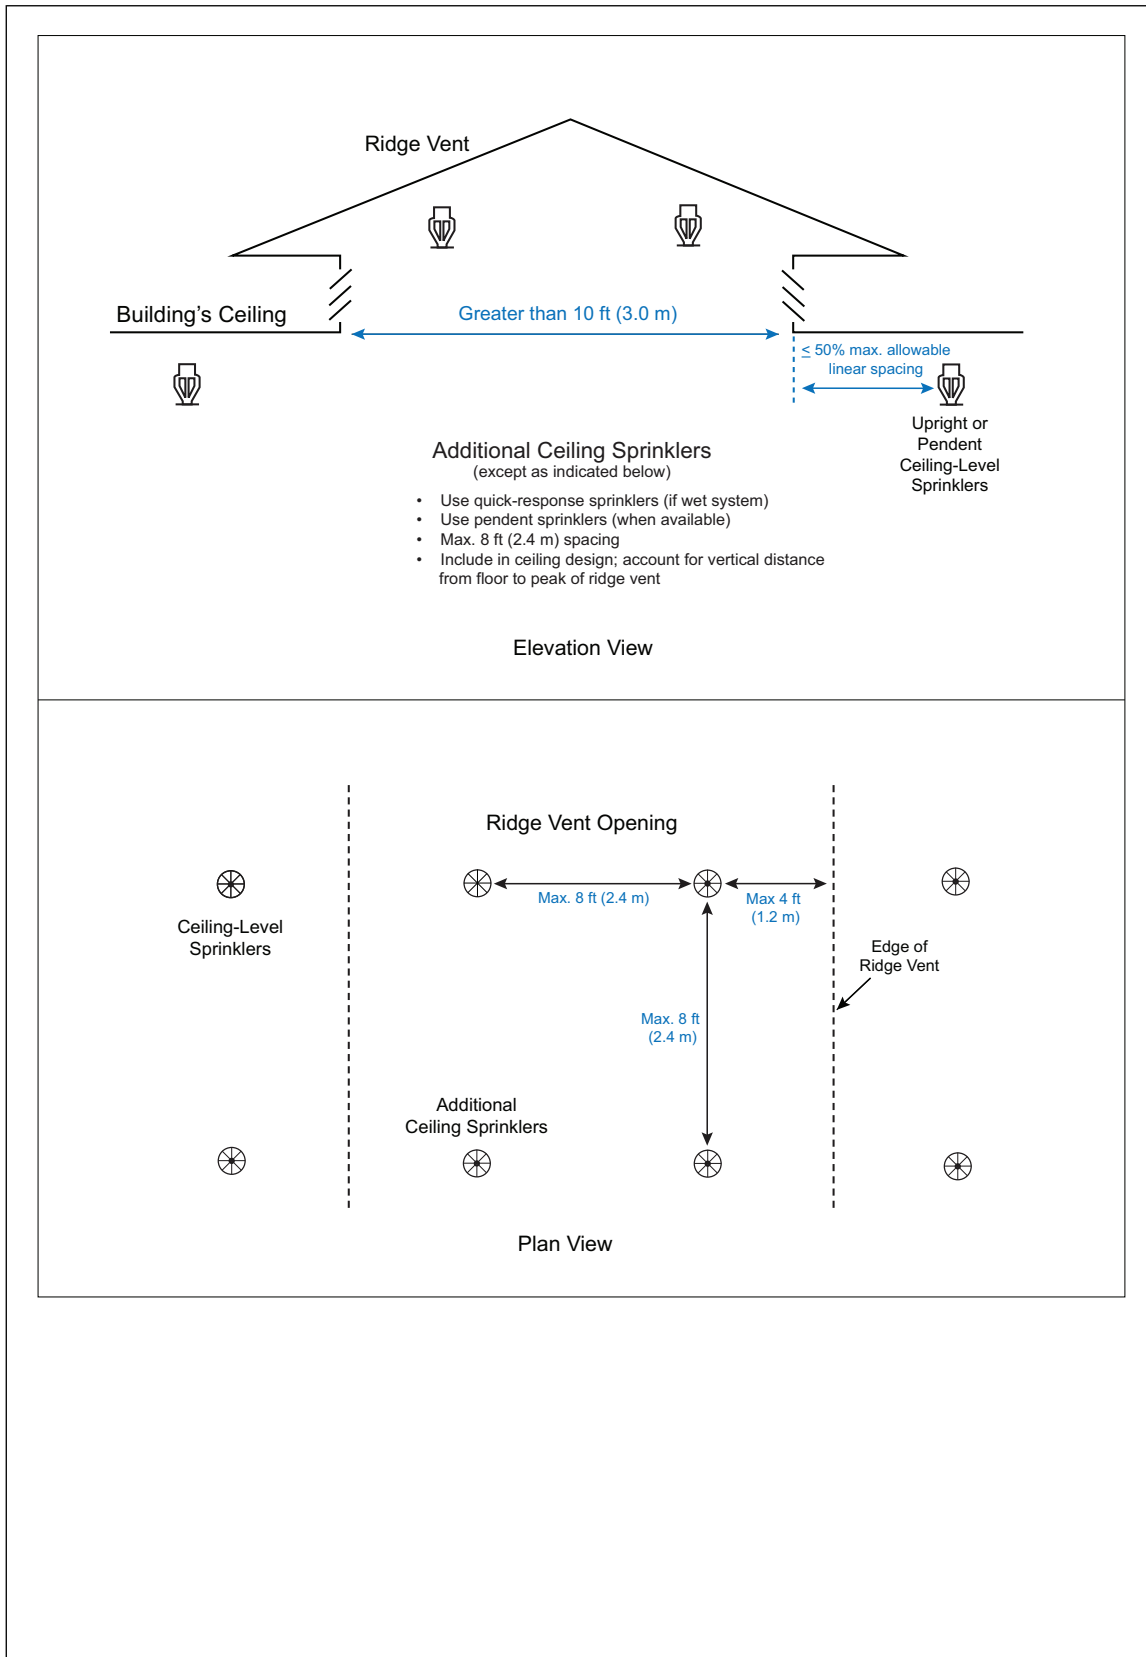 Ridge Vent
Building's Ceiling
Greater than 10 ft (3.0 m)
≤ 50% max. allowable
linear spacing
Upright or
Pendent
Ceiling-Level
Sprinklers
Additional Ceiling Sprinklers
(except as indicated below)
• Use quick-response sprinklers (if wet system)
• Use pendent sprinklers (when available)
• Max. 8 ft (2.4 m) spacing
• Include in ceiling design; account for vertical distance
from floor to peak of ridge vent
Elevation View
Ridge Vent Opening
Max. 8 ft (2.4 m)
Max 4 ft
(1.2 m)
Ceiling-Level
Sprinklers
Edge of
Ridge Vent
Max. 8 ft
(2.4 m)
Additional
Ceiling Sprinklers
Plan View